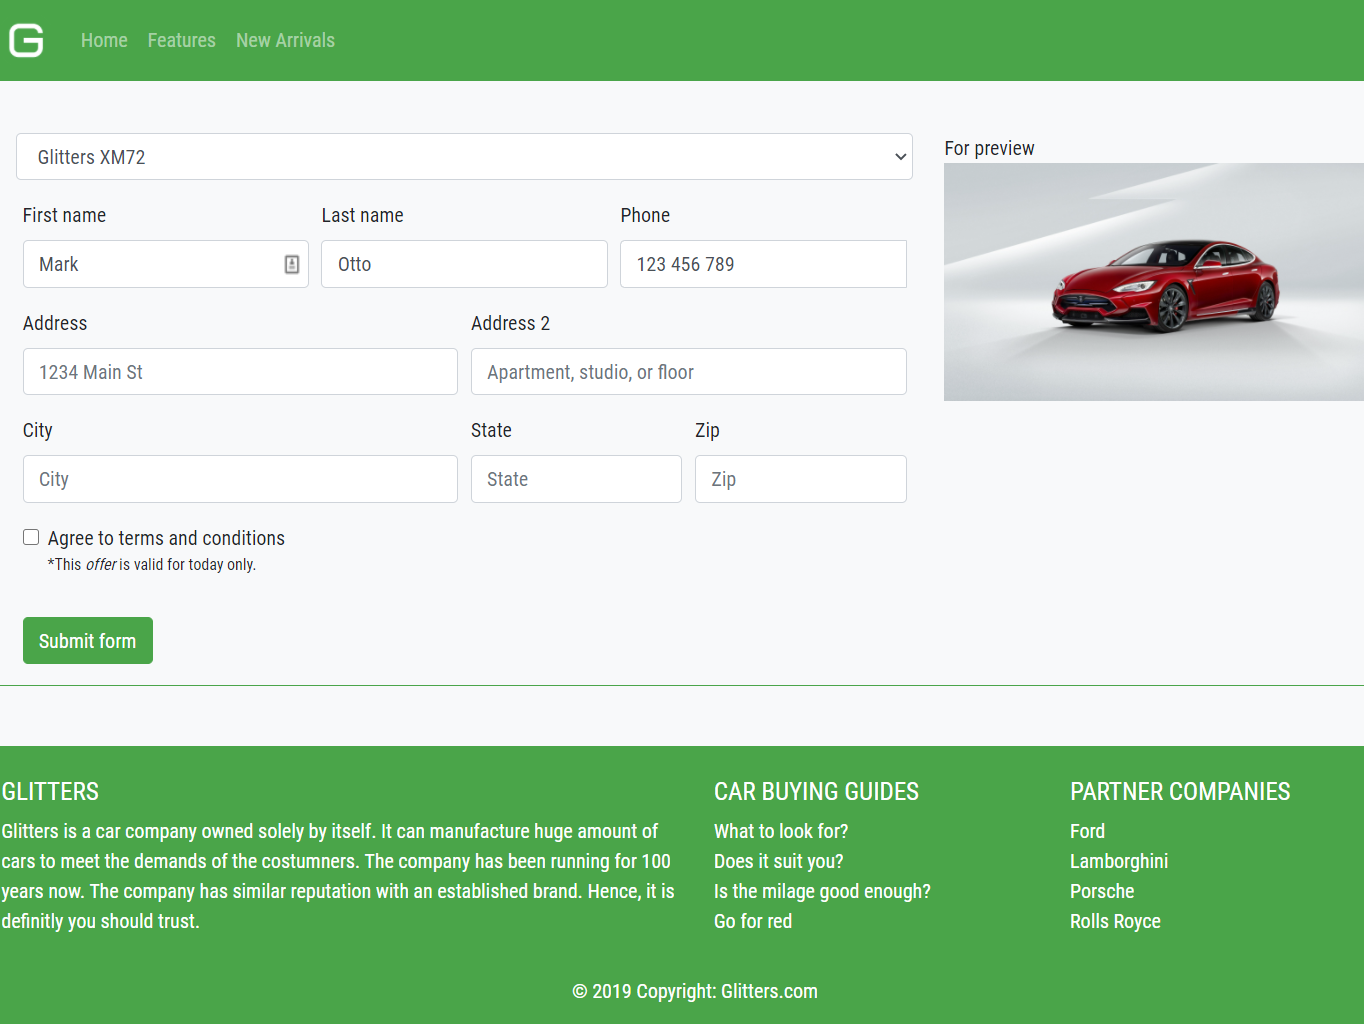 G Home Features New Arrivals
Glitters XM72
For preview
First name Last name Phone
Mark Otto 123 456 789
Address Address 2
1234 Main St Apartment, studio, or floor
City State Zip
City State Zip
Agree to terms and conditions
*This offer is valid for today only.
Submit form
GLITTERS
Glitters is a car company owned solely by itself. It can manufacture huge amount of
cars to meet the demands of the costumners. The company has been running for 100
years now. The company has similar reputation with an established brand. Hence, it is
definitly you should trust.
CAR BUYING GUIDES
What to look for?
Does it suit you?
Is the milage good enough?
Go for red
PARTNER COMPANIES
Ford
Lamborghini
Porsche
Rolls Royce
© 2019 Copyright: Glitters.com